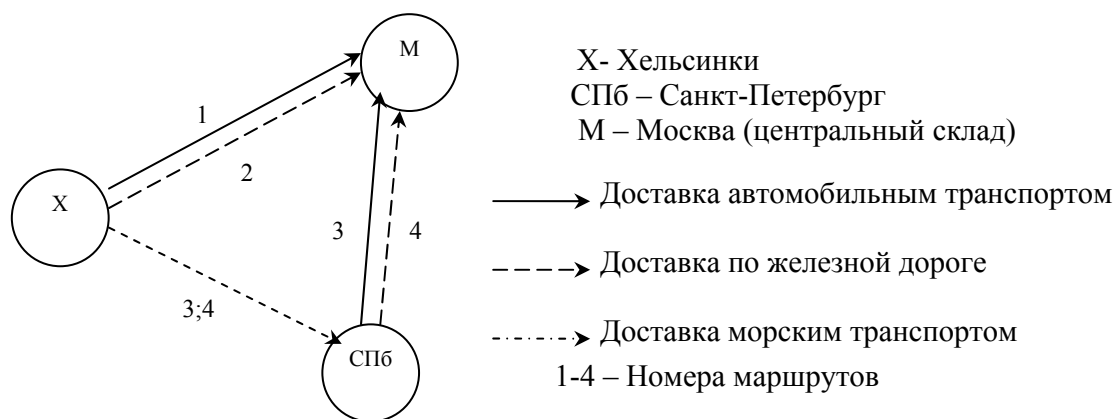 М
Х- Хельсинки
СПб – Санкт-Петербург
М – Москва (центральный склад)
1
2
Х
3
4
Доставка автомобильным транспортом
Доставка по железной дороге
3;4
Доставка морским транспортом
СПб
1-4 – Номера маршрутов